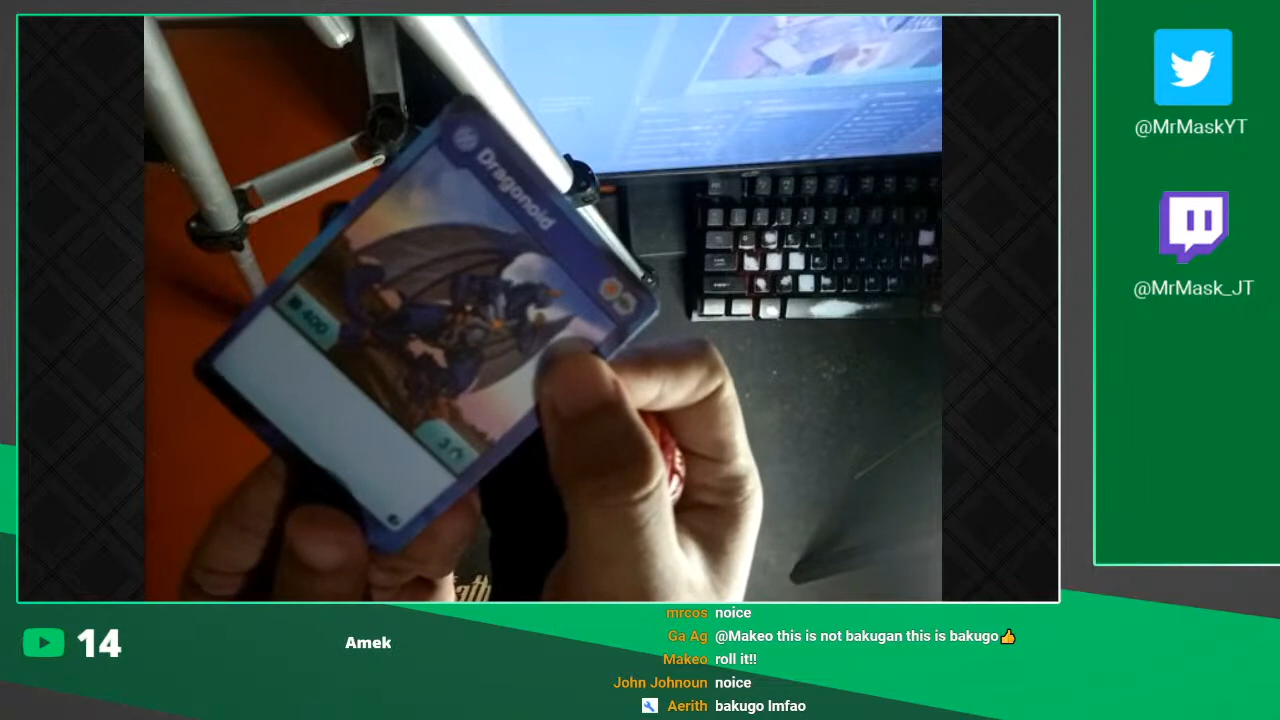 @MrMaskYT
@MrMask_JT
Dragonoid
400
3
14
Amek
mrcos noice
Ga Ag @Makeo this is not bakugan this is bakugo👍
Makeo roll it!!
John Johnoun noice
Aerith bakugo lmfao